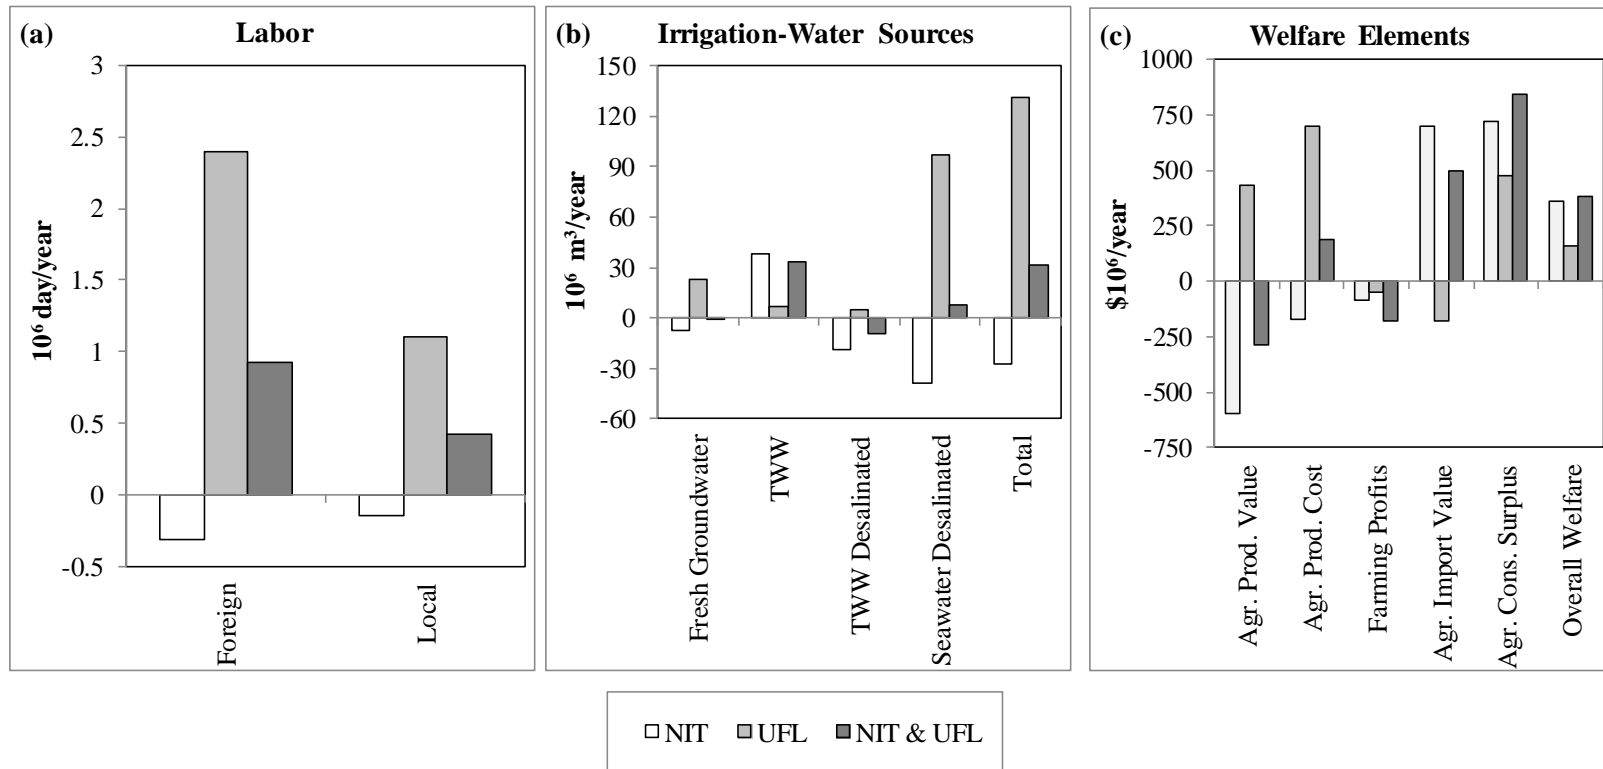 (a) Labor
3
2.5
2
1.5
1
0.5
0
-0.5
10⁶ day/year
Foreign
Local
(b) Irrigation-Water Sources
150
120
90
60
30
0
-30
-60
10⁶ m³/year
Fresh Groundwater
TWW
TWW Desalinated
Seawater Desalinated
Total
(c) Welfare Elements
1000
750
500
250
0
-250
-500
-750
$10⁶/year
Agr. Prod. Value
Agr. Prod. Cost
Farming Profits
Agr. Import Value
Agr. Cons. Surplus
Overall Welfare
NIT UFL NIT & UFL